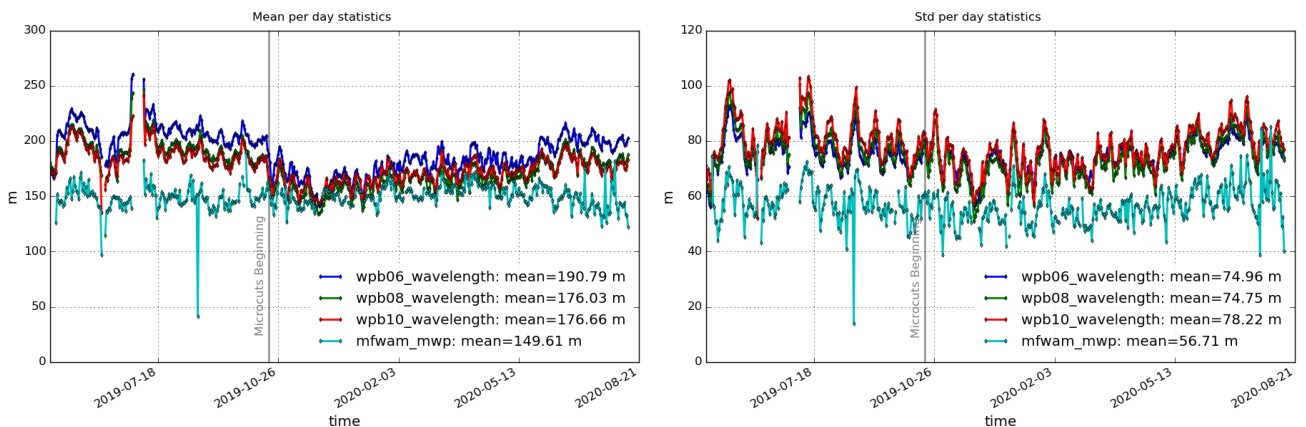 Mean per day statistics
300
250
200
150
100
50
0
m
Microcuts Beginning
wpb06_wavelength: mean=190.79 m
wpb08_wavelength: mean=176.03 m
wpb10_wavelength: mean=176.66 m
mfwam_mwp: mean=149.61 m
2019-07-18
2019-10-26
2020-02-03
2020-05-13
2020-08-21
time
Std per day statistics
120
100
80
60
40
20
0
m
Microcuts Beginning
wpb06_wavelength: mean=74.96 m
wpb08_wavelength: mean=74.75 m
wpb10_wavelength: mean=78.22 m
mfwam_mwp: mean=56.71 m
2019-07-18
2019-10-26
2020-02-03
2020-05-13
2020-08-21
time